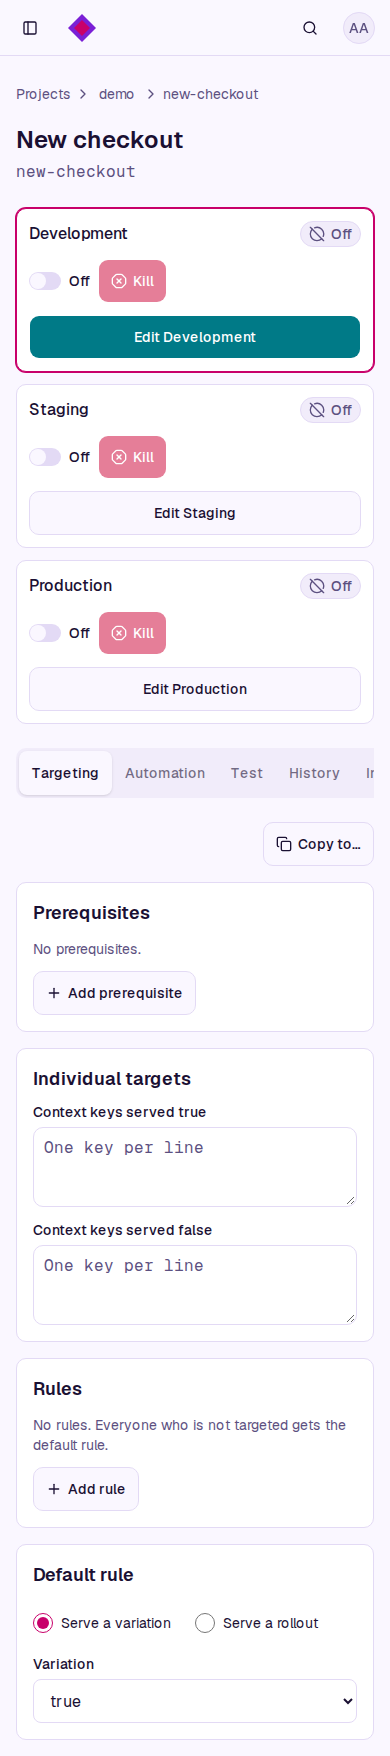 AA
Projects > demo > new-checkout
New checkout
new-checkout
Development
Off
Off
Kill
Edit Development
Staging
Off
Off
Kill
Edit Staging
Production
Off
Off
Kill
Edit Production
Targeting Automation Test History
Copy to…
Prerequisites
No prerequisites.
Add prerequisite
Individual targets
Context keys served true
One key per line
Context keys served false
One key per line
Rules
No rules. Everyone who is not targeted gets the
default rule.
Add rule
Default rule
Serve a variation Serve a rollout
Variation
true